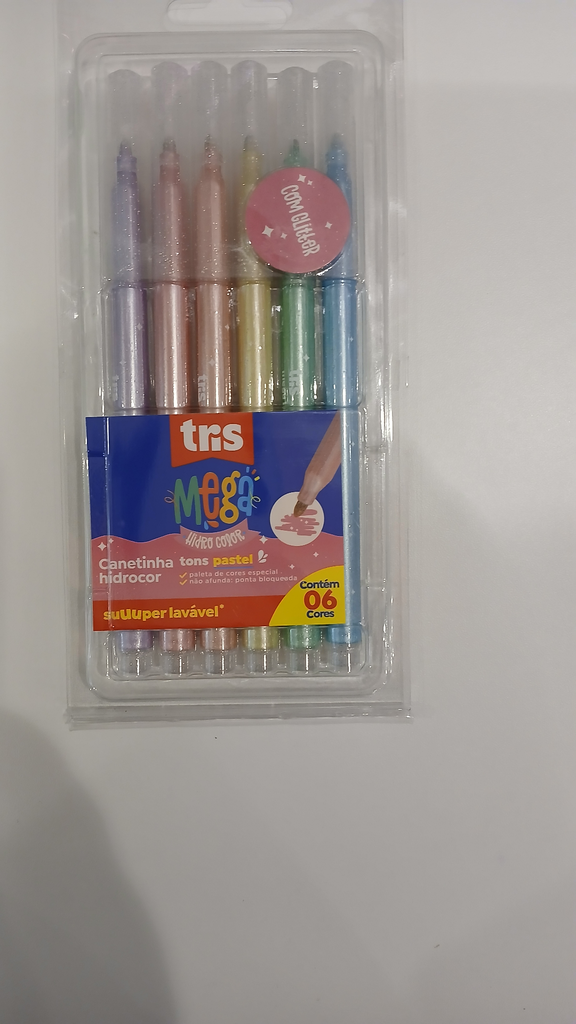 COM GLITTER
tris
tris
Mega
HIDRO COLOR
Canetinha
hidrocor
tons pastel
paleta de cores especial
não afunda: ponta bloqueada
suuuper lavável*
Contém
06
Cores